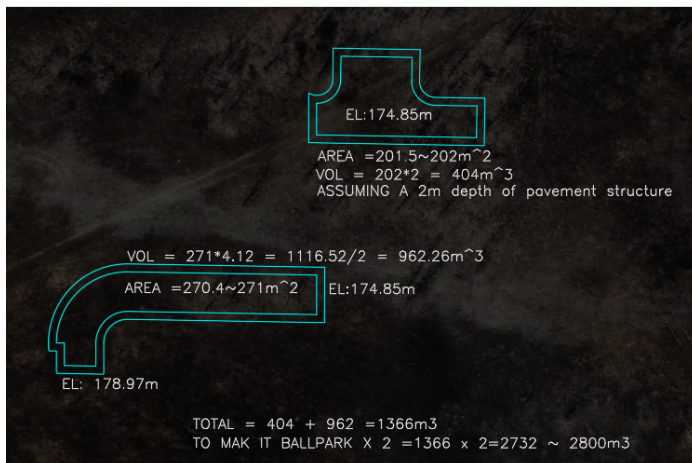 EL:174.85m
AREA =201.5~202m^2
VOL = 202*2 = 404m^3
ASSUMING A 2m depth of pavement structure
VOL = 271*4.12 = 1116.52/2 = 962.26m^3
AREA =270.4~271m^2
EL:174.85m
EL: 178.97m
TOTAL = 404 + 962 =1366m3
TO MAK IT BALLPARK X 2 =1366 x 2=2732 ~ 2800m3